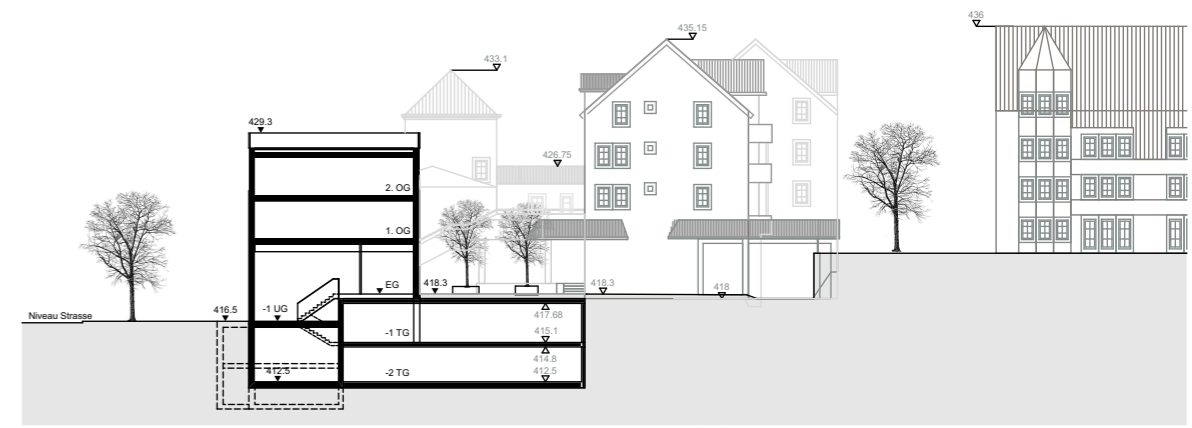 436
435.15
433.1
429.3
426.75
2. OG
1. OG
EG
418.3
418.3
418
Niveau Strasse
416.5
-1 UG
417.68
-1 TG
415.1
414.8
412.5
-2 TG
412.5